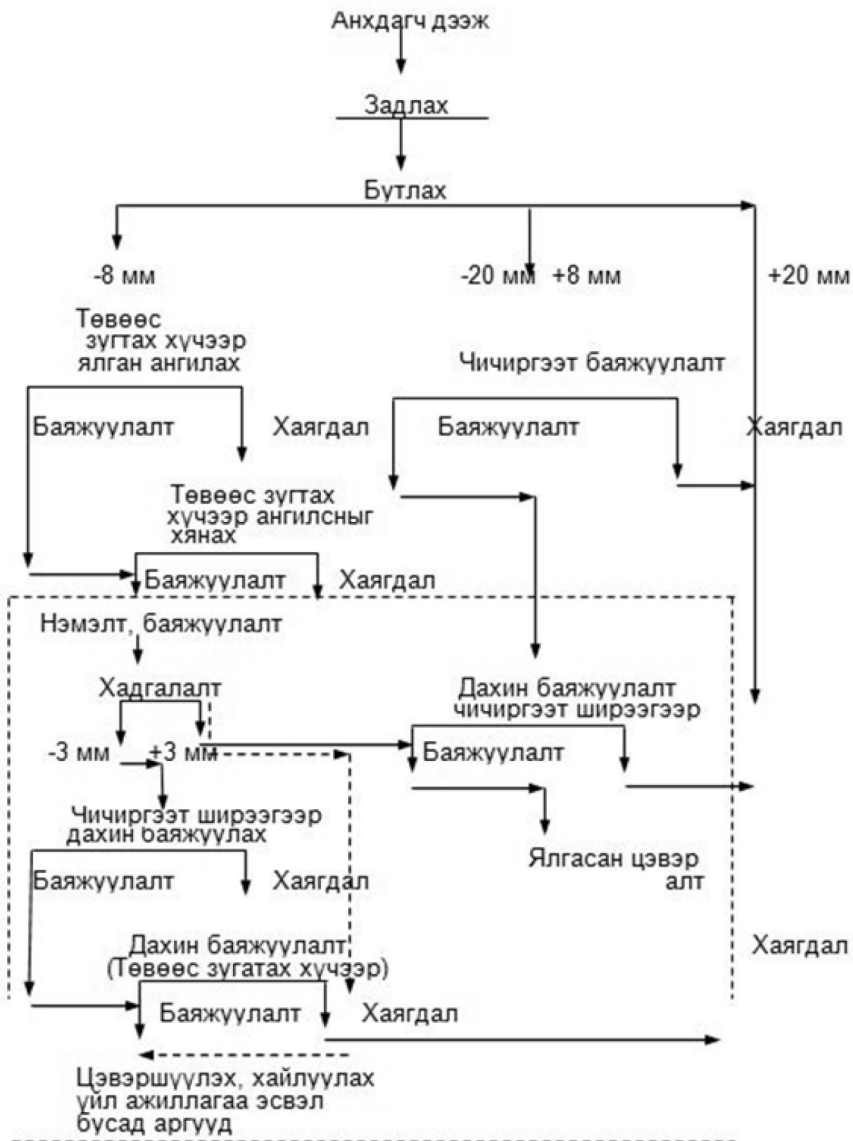 Анхдагч дээж
Задлах
Бутлах
-8 мм
-20 мм +8 мм
+20 мм
Төвөөс
зугтах хүчээр
ялган ангилах
Чичиргээт баяжуулалт
Баяжуулалт
Хаягдал
Баяжуулалт
Хаягдал
Төвөөс зугтах
хүчээр ангилсныг
хянах
Баяжуулалт
Хаягдал
Нэмэлт, баяжуулалт
Хадгалалт
Дахин баяжуулалт
чичиргээт ширээгээр
-3 мм
+3 мм
Баяжуулалт
Чичиргээт ширээгээр
дахин баяжуулах
Ялгасан цэвэр
алт
Баяжуулалт
Хаягдал
Дахин баяжуулалт
(Төвөөс зугатах хүчээр)
Хаягдал
Баяжуулалт
Хаягдал
Цэвэршүүлэх, хайлуулах
үйл ажиллагаа эсвэл
бусад аргууд